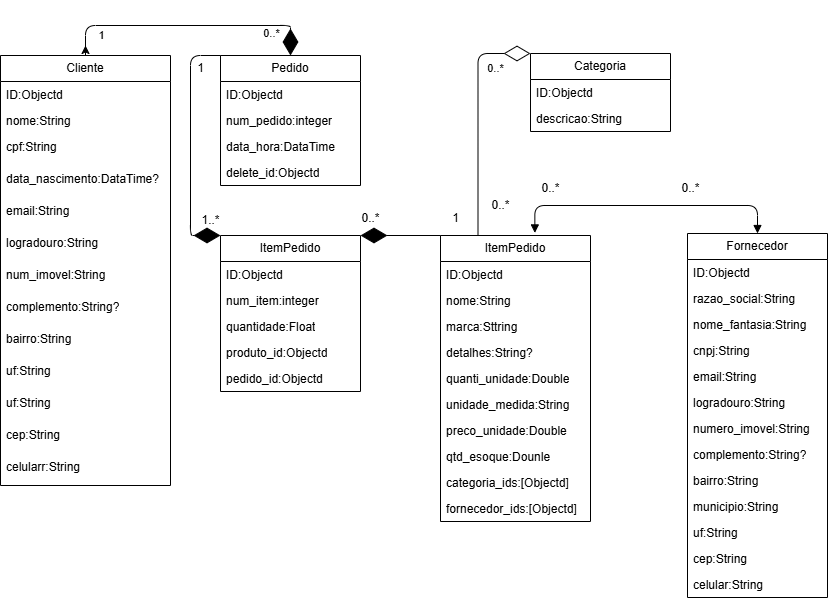 1
0..*
Cliente
ID:Objectd
nome:String
cpf:String
data_nascimento:DataTime?
email:String
logradouro:String
num_imovel:String
complemento:String?
bairro:String
uf:String
uf:String
cep:String
celularr:String
1
Pedido
ID:Objectd
num_pedido:integer
data_hora:DataTime
delete_id:Objectd
0..*
Categoria
ID:Objectd
descricao:String
1..*
0..*
1
0..*
0..*
0..*
ItemPedido
ID:Objectd
num_item:integer
quantidade:Float
produto_id:Objectd
pedido_id:Objectd
ItemPedido
ID:Objectd
nome:String
marca:Sttring
detalhes:String?
quanti_unidade:Double
unidade_medida:String
preco_unidade:Double
qtd_esoque:Dounle
categoria_ids:[Objectd]
fornecedor_ids:[Objectd]
Fornecedor
ID:Objectd
razao_social:String
nome_fantasia:String
cnpj:String
email:String
logradouro:String
numero_imovel:String
complemento:String?
bairro:String
municipio:String
uf:String
cep:String
celular:String